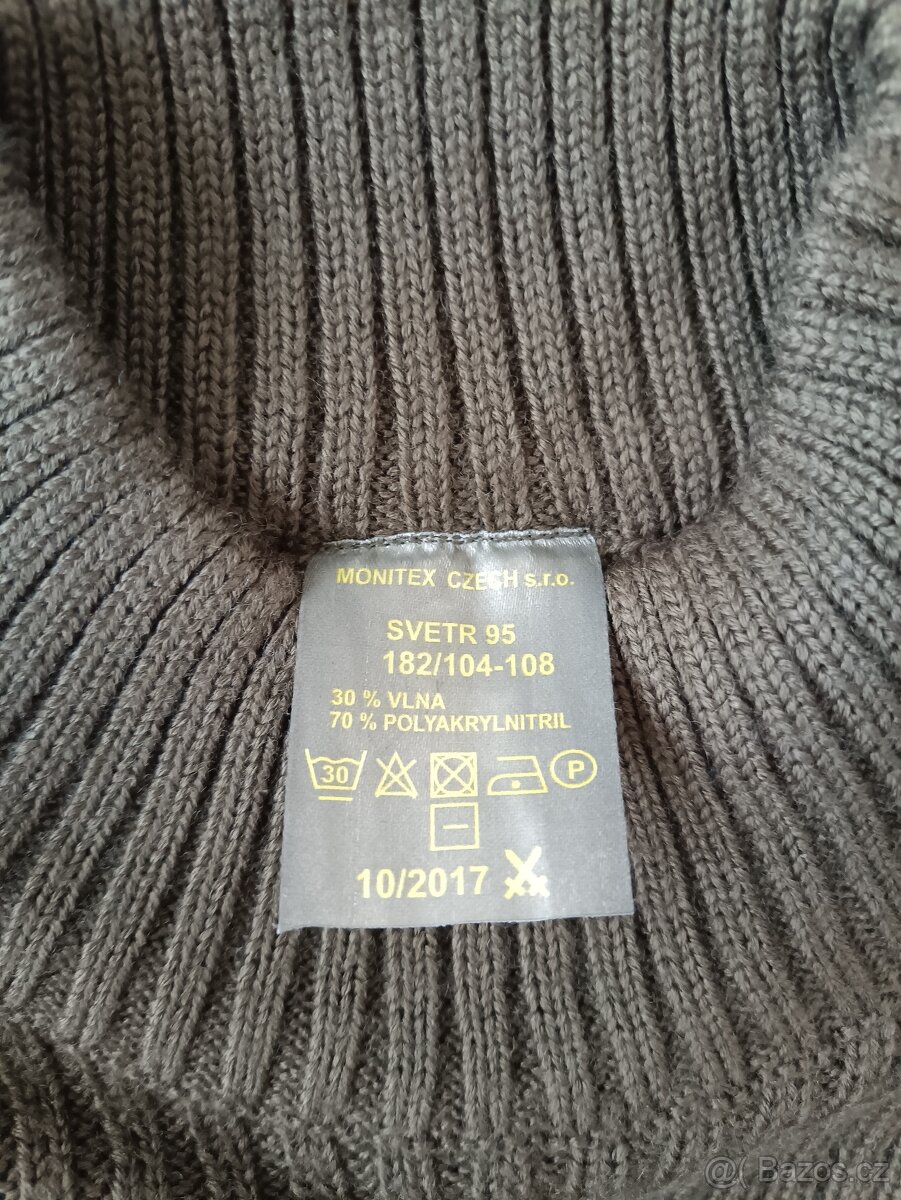 MONITEX CZECH s.r.o.
SVETR 95
182/104-108
30 % VLNA
70 % POLYAKRYLNITRIL
30
P
10/2017
@( Bazos.cz